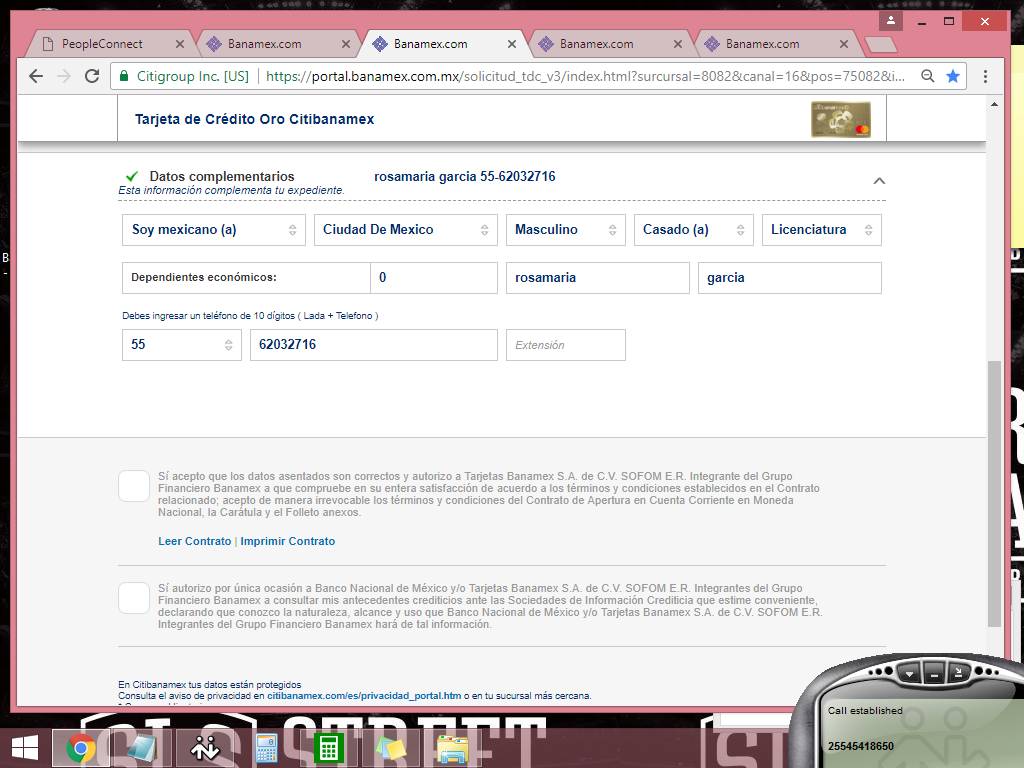 PeopleConnect
Banamex.com
Banamex.com
Banamex.com
Banamex.com
Citigroup Inc. [US]
https://portal.banamex.com.mx/solicitud_tdc_v3/index.html?sursursal=8082&canal=16&pos=75082&i...
Tarjeta de Crédito Oro Citibanamex
Datos complementarios
rosamaria garcia 55-62032716
Esta información complementa tu expediente.
Soy mexicano (a)
Ciudad De Mexico
Masculino
Casado (a)
Licenciatura
Dependientes económicos:
0
rosamaria
garcia
Debes ingresar un teléfono de 10 dígitos ( Lada + Telefono )
55
62032716
Extensión
Sí acepto que los datos asentados son correctos y autorizo a Tarjetas Banamex S.A. de C.V. SOFOM E.R. Integrante del Grupo
Financiero Banamex a que compruebe en su entera satisfacción de acuerdo a los términos y condiciones establecidos en el Contrato
relacionado; acepto de manera irrevocable los términos y condiciones del Contrato de Apertura en Cuenta Corriente en Moneda
Nacional, la Carátula y el Folleto anexos.
Leer Contrato | Imprimir Contrato
Sí autorizo por única ocasión a Banco Nacional de México y/o Tarjetas Banamex S.A. de C.V. SOFOM E.R. Integrantes del Grupo
Financiero Banamex a consultar mis antecedentes crediticios ante las Sociedades de Información Crediticia que estime conveniente,
declarando que conozco la naturaleza, alcance y uso que Banco Nacional de México y/o Tarjetas Banamex S.A. de C.V. SOFOM E.R.
Integrantes del Grupo Financiero Banamex hará de tal información.
En Citibanamex tus datos están protegidos
Consulta el aviso de privacidad en citibanamex.com/es/privacidad_portal.htm o en tu sucursal más cercana.
Call established
25545418650
STREET